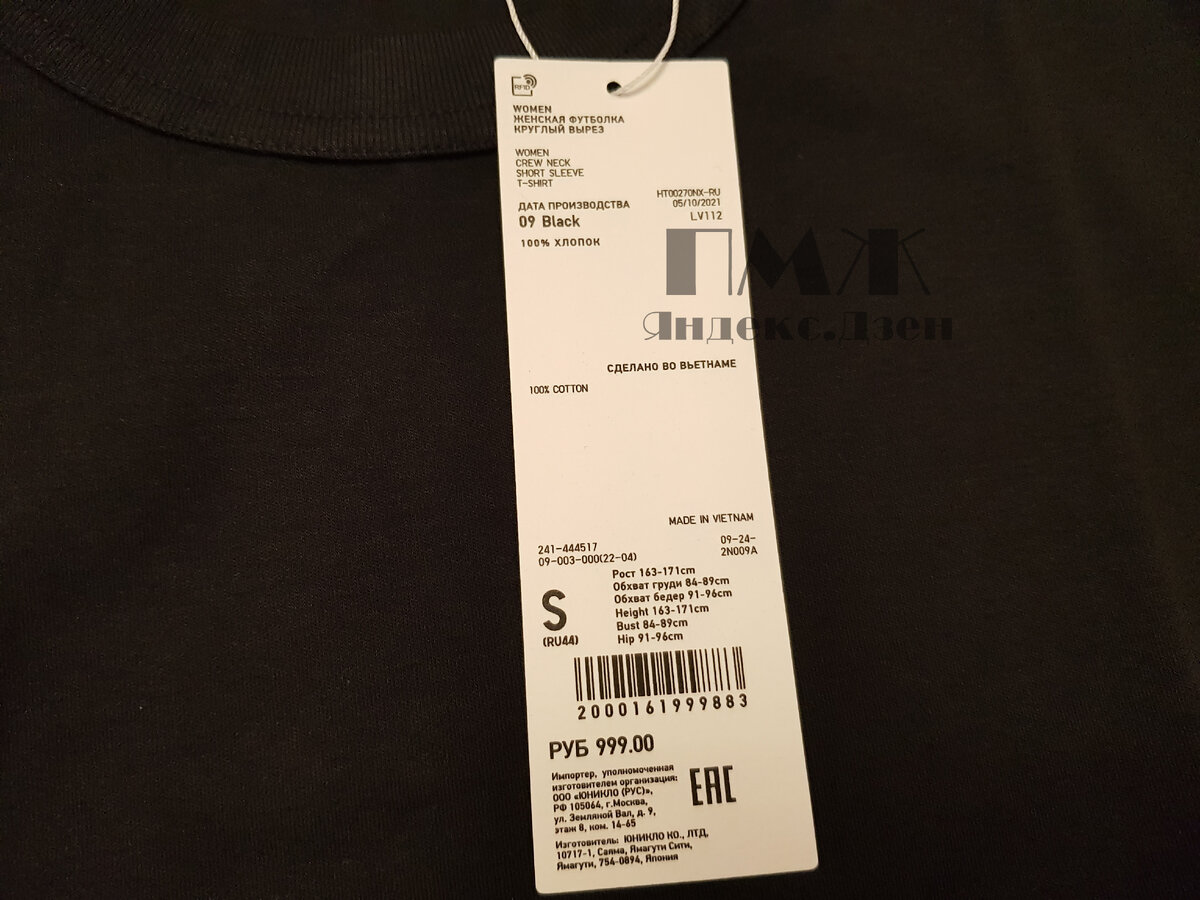 RFID
WOMEN
ЖЕНСКАЯ ФУТБОЛКА
КРУГЛЫЙ ВЫРЕЗ
WOMEN
CREW NECK
SHORT SLEEVE
T-SHIRT
HT00270NX-RU
ДАТА ПРОИЗВОДСТВА 05/10/2021
09 Black LV112
100% ХЛОПОК
ПМЖ
Яндекс.Дзен
СДЕЛАНО ВО ВЬЕТНАМЕ
100% COTTON
MADE IN VIETNAM
241-444517 09-24-
09-003-000(22-04) 2N009A
S
(RU44)
Рост 163-171cm
Обхват груди 84-89cm
Обхват бедер 91-96cm
Height 163-171cm
Bust 84-89cm
Hip 91-96cm
2000161999883
РУБ 999.00
Импортер, уполномоченная
изготовителем организация:
ООО «ЮНИКЛО (РУС)»,
РФ 105064, г.Москва,
ул. Земляной Вал, д. 9,
этаж 8, ком. 14-65
EAC
Изготовитель: ЮНИКЛО КО., ЛТД,
10717-1, Саяма, Ямагути Сити,
Ямагути, 754-0894, Япония